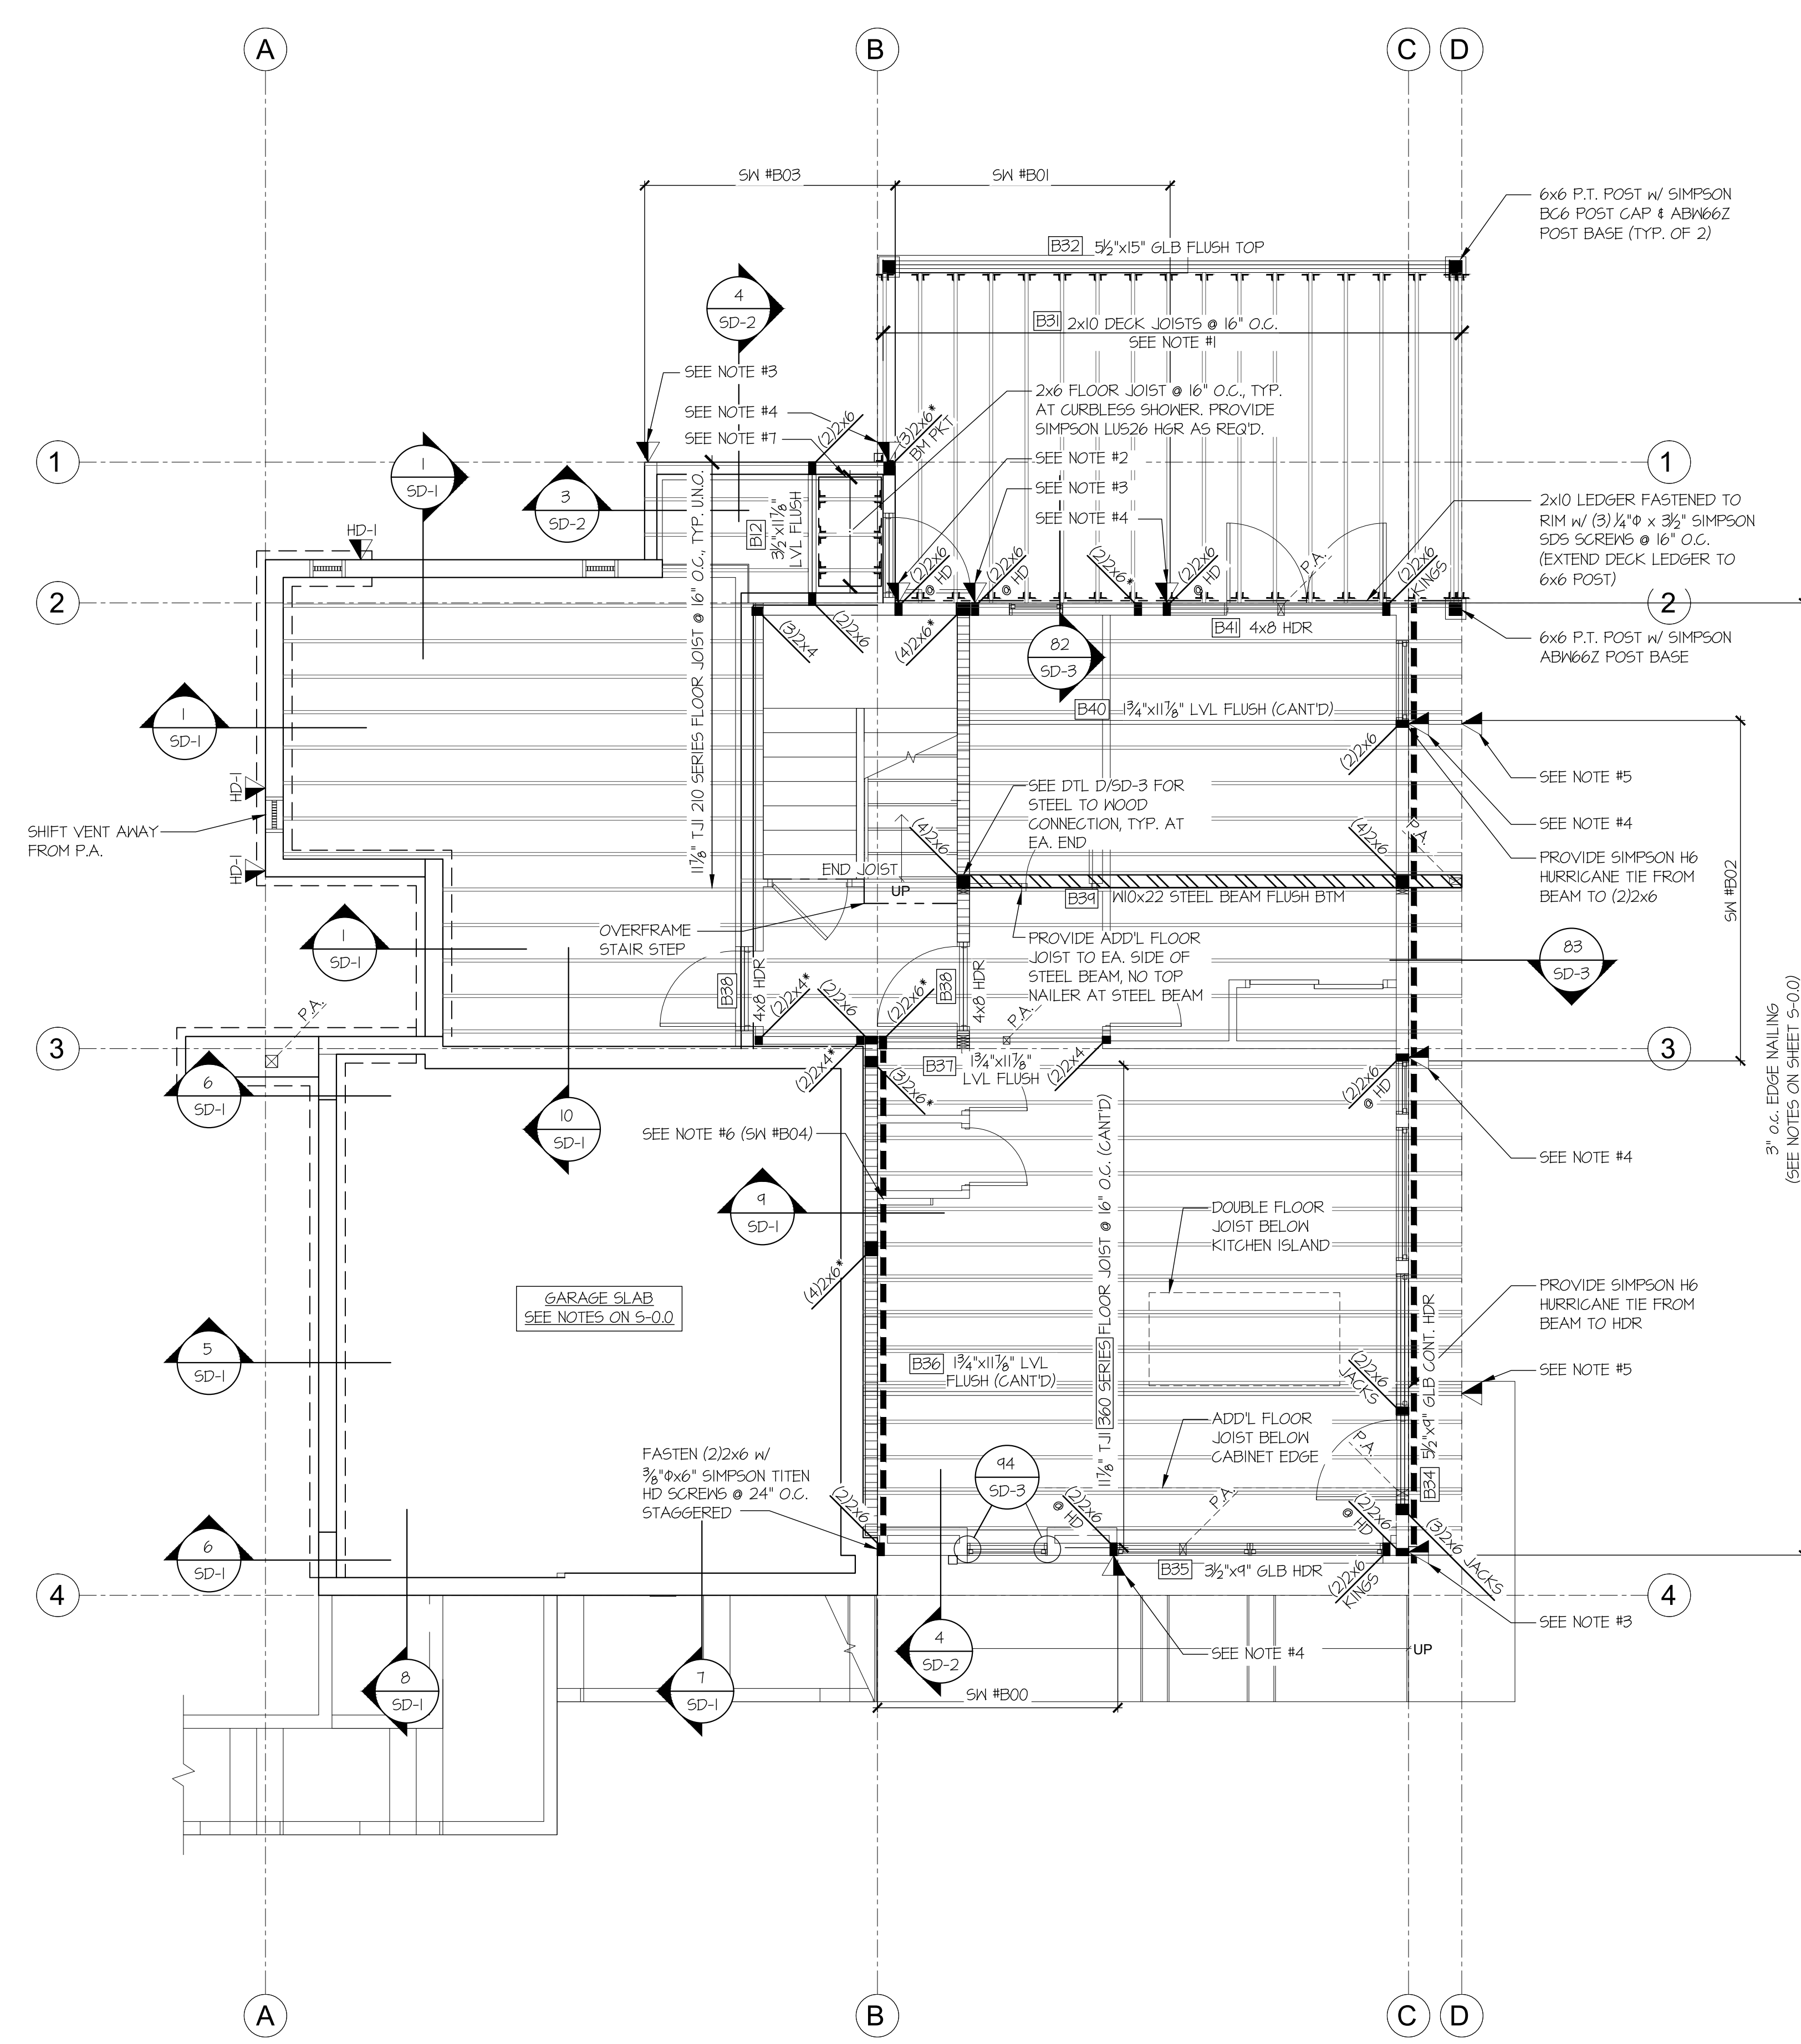 A
B
C
D
SW #B03
SW #B01
6x6 P.T. POST w/ SIMPSON
BC6 POST CAP & ABW66Z
POST BASE (TYP. OF 2)
B32 5½"x15" GLB FLUSH TOP
4
SD-2
B31 2x10 DECK JOISTS @ 16" O.C.
SEE NOTE #1
SEE NOTE #3
2x6 FLOOR JOIST @ 16" O.C., TYP.
AT CURBLESS SHOWER. PROVIDE
SIMPSON LUS26 HGR AS REQ'D.
SEE NOTE #4
SEE NOTE #7
(2)2x6
(3)2x6*
BM PKT
1
1
1
SD-1
3
SD-2
SEE NOTE #2
SEE NOTE #3
SEE NOTE #4
2x10 LEDGER FASTENED TO
RIM w/ (3) ¼"Φ x 3½" SIMPSON
SDS SCREWS @ 16" O.C.
(EXTEND DECK LEDGER TO
6x6 POST)
HD-1
B12
3½"x11⅞"
LVL FLUSH
11⅞" TJI 210 SERIES FLOOR JOIST @ 16" O.C., TYP. U.N.O.
(2)2x6
@ HD
(2)2x6
@ HD
(2)2x6*
(2)2x6
@ HD
P.A.
(2)2x6
KINGS
2
2
(3)2x4
(2)2x6
(4)2x6*
82
SD-3
B41 4x8 HDR
6x6 P.T. POST w/ SIMPSON
ABW66Z POST BASE
1
SD-1
B40 1¾"x11⅞" LVL FLUSH (CANT'D)
(2)2x6
SEE NOTE #5
HD-1
SHIFT VENT AWAY
FROM P.A.
HD-1
SEE DTL D/SD-3 FOR
STEEL TO WOOD
CONNECTION, TYP. AT
EA. END
(4)2x6
(4)2x6
P.A.
SEE NOTE #4
PROVIDE SIMPSON H6
HURRICANE TIE FROM
BEAM TO (2)2x6
SW #B02
END JOIST
UP
B39 W10x22 STEEL BEAM FLUSH BTM
1
SD-1
OVERFRAME
STAIR STEP
PROVIDE ADD'L FLOOR
JOIST TO EA. SIDE OF
STEEL BEAM, NO TOP
NAILER AT STEEL BEAM
83
SD-3
B38
4x8 HDR
B38
4x8 HDR
P.A.
(2)2x4*
(2)2x6
(2)2x6*
P.A.
3
3
3" o.c. EDGE NAILING
(SEE NOTES ON SHEET S-0.0)
6
SD-1
(2)2x4*
(3)2x6*
B37 1¾"x11⅞"
LVL FLUSH
(2)2x4
(2)2x6
@ HD
10
SD-1
SEE NOTE #6 (SW #B04)
SEE NOTE #4
9
SD-1
11⅞" TJI 360 SERIES FLOOR JOIST @ 16" O.C. (CANT'D)
DOUBLE FLOOR
JOIST BELOW
KITCHEN ISLAND
(4)2x6*
GARAGE SLAB
SEE NOTES ON S-0.0
PROVIDE SIMPSON H6
HURRICANE TIE FROM
BEAM TO HDR
5
SD-1
B36 1¾"x11⅞" LVL
FLUSH (CANT'D)
(2)2x6
JACKS
B34 5½"x9" GLB CONT. HDR
SEE NOTE #5
ADD'L FLOOR
JOIST BELOW
CABINET EDGE
P.A.
FASTEN (2)2x6 w/
⅜"Φx6" SIMPSON TITEN
HD SCREWS @ 24" O.C.
STAGGERED
(2)2x6
94
SD-3
(2)2x6
@ HD
P.A.
(2)2x6
@ HD
(3)2x6 JACKS
6
SD-1
B35 3½"x9" GLB HDR
(2)2x6
KINGS
4
4
SEE NOTE #3
4
SD-2
SEE NOTE #4
UP
8
SD-1
7
SD-1
SW #B00
A
B
C
D